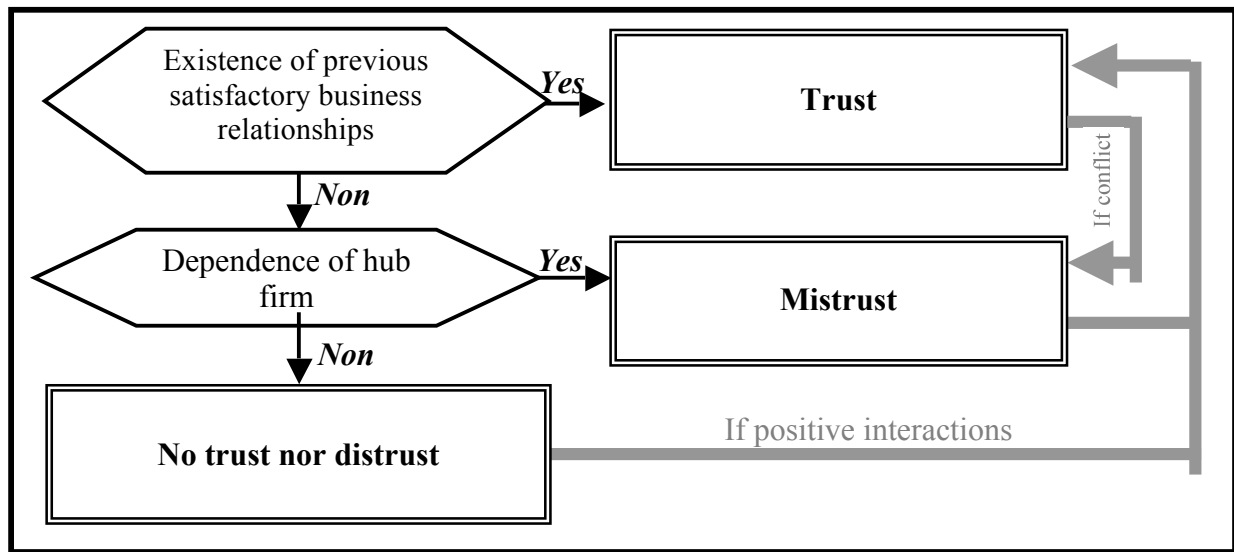 Existence of previous
satisfactory business
relationships
Yes
Trust
If conflict
Non
Dependence of hub
firm
Yes
Mistrust
Non
No trust nor distrust
If positive interactions